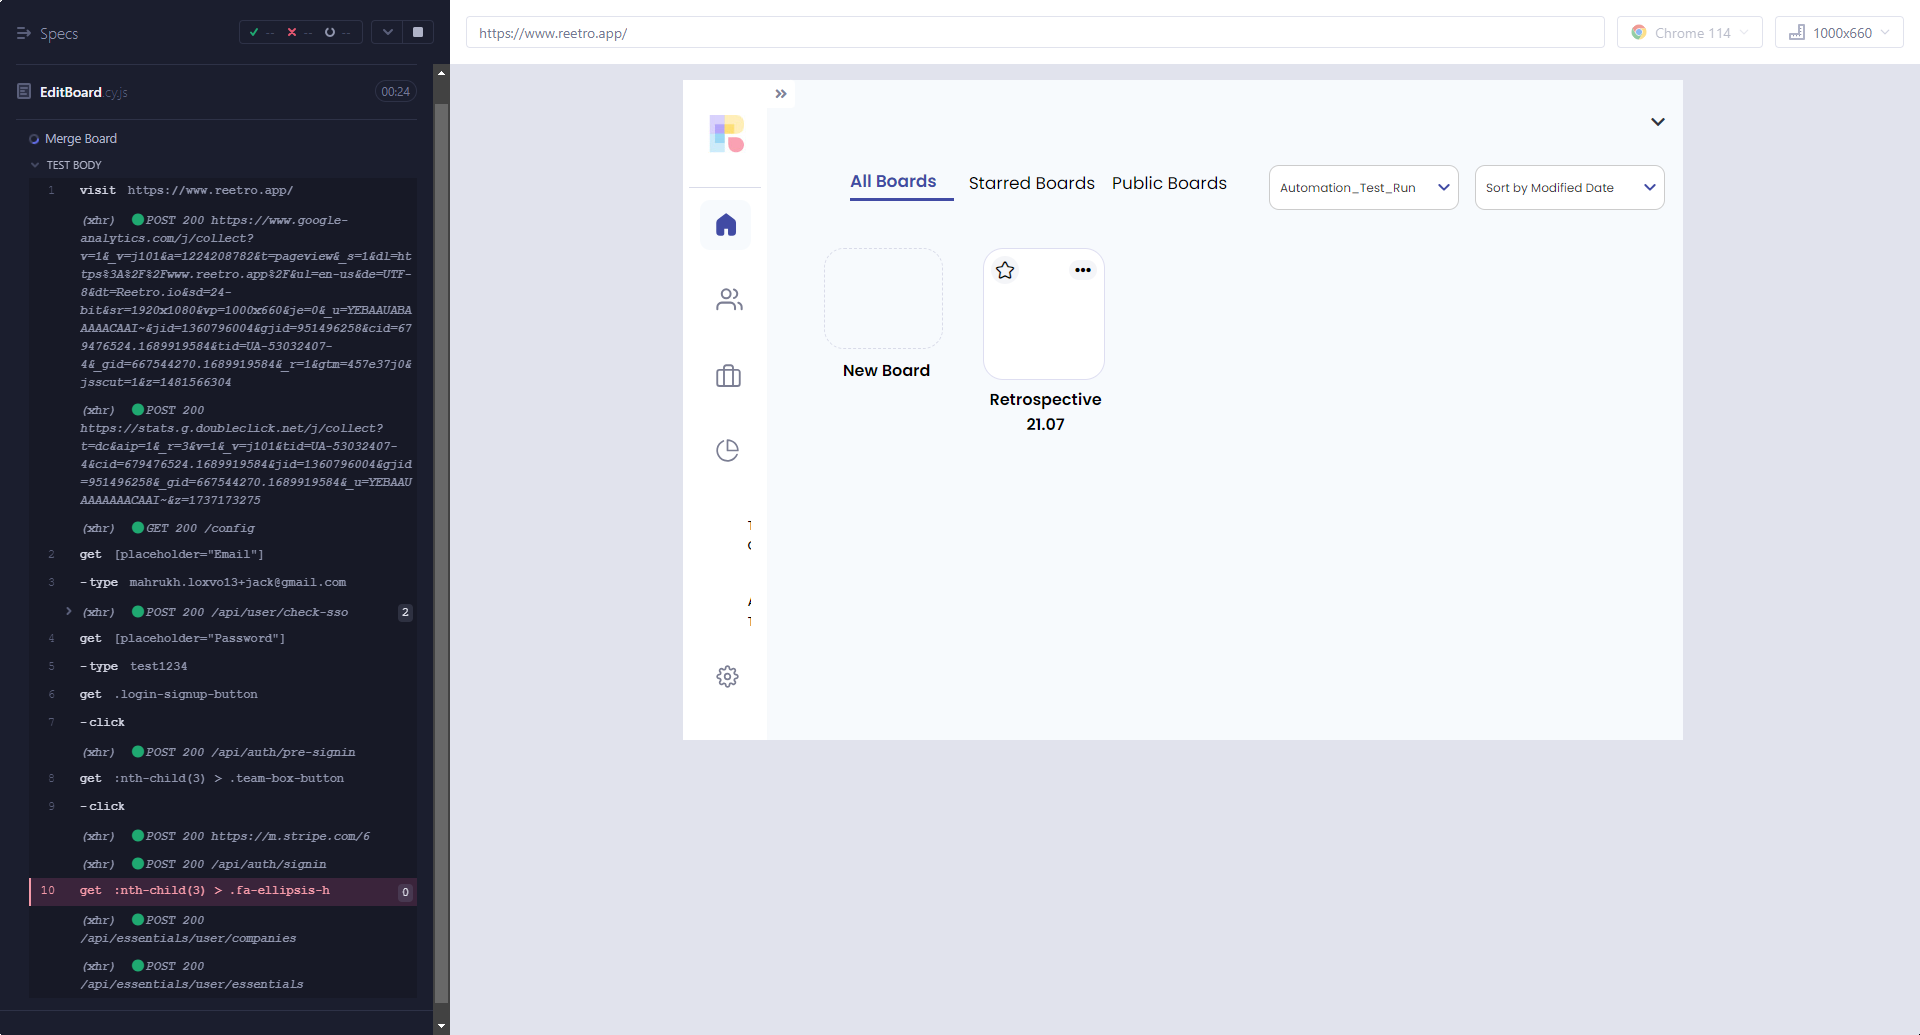 Specs
-- -- --
EditBoard.cy.js
00:24
Merge Board
TEST BODY
1 visit https://www.reetro.app/
(xhr) POST 200 https://www.google-
analytics.com/j/collect?
v=1&_v=j101&a=1224208782&t=pageview&_s=1&dl=ht
tps%3A%2F%2Fwww.reetro.app%2F&ul=en-us&de=UTF-
8&dt=Reetro.io&sd=24-
bit&sr=1920x1080&vp=1000x660&je=0&_u=YEBAAUABA
AAAACAAI~&jid=1360796004&gjid=951496258&cid=67
9476524.1689919584&tid=UA-53032407-
4&_gid=667544270.1689919584&_r=1&gtm=457e37j0&
jsscut=1&z=1481566304
(xhr) POST 200
https://stats.g.doubleclick.net/j/collect?
t=dc&aip=1&_r=3&v=1&_v=j101&tid=UA-53032407-
4&cid=679476524.1689919584&jid=1360796004&gjid
=951496258&_gid=667544270.1689919584&_u=YEBAAU
AAAAAAACAAI~&z=1737173275
(xhr) GET 200 /config
2 get [placeholder="Email"]
3 -type mahrukh.loxvo13+jack@gmail.com
(xhr) POST 200 /api/user/check-sso 2
4 get [placeholder="Password"]
5 -type test1234
6 get .login-signup-button
7 -click
(xhr) POST 200 /api/auth/pre-signin
8 get :nth-child(3) > .team-box-button
9 -click
(xhr) POST 200 https://m.stripe.com/6
(xhr) POST 200 /api/auth/signin
10 get :nth-child(3) > .fa-ellipsis-h 0
(xhr) POST 200
/api/essentials/user/companies
(xhr) POST 200
/api/essentials/user/essentials
https://www.reetro.app/
Chrome 114
1000x660
All Boards
Starred Boards
Public Boards
Automation_Test_Run
Sort by Modified Date
New Board
Retrospective
21.07